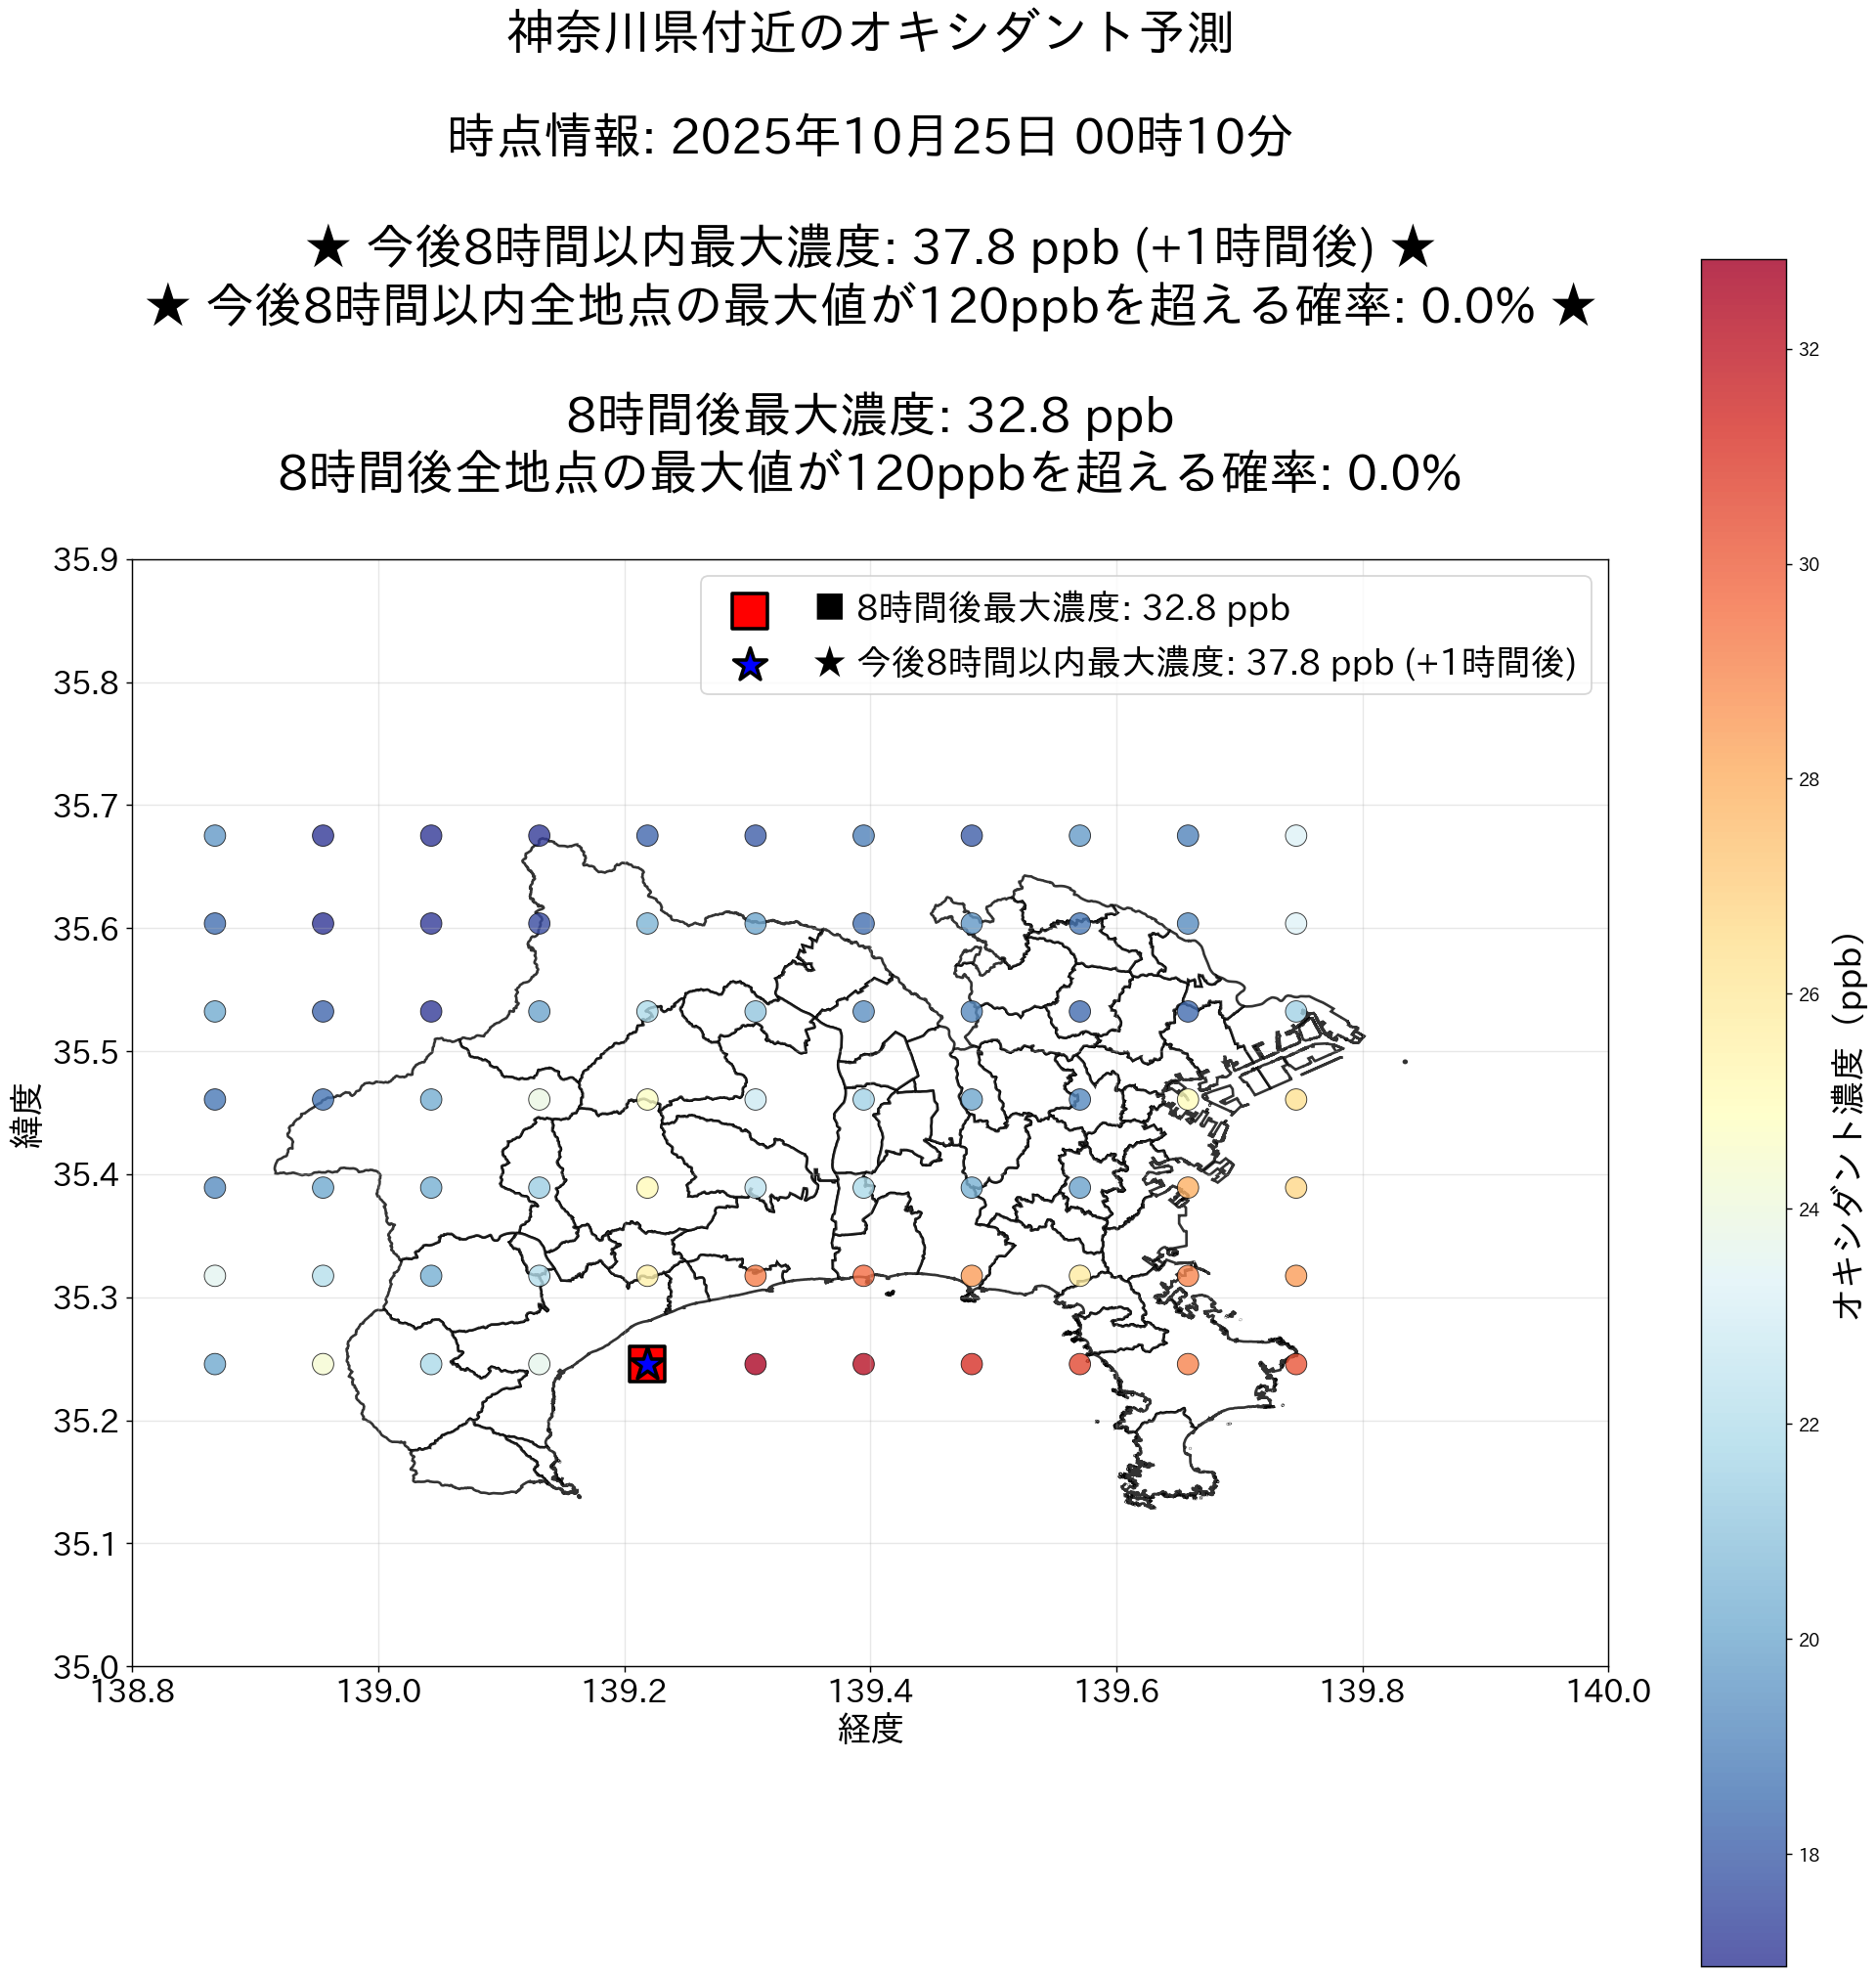 神奈川県付近のオキシダント予測
時点情報: 2025年10月25日 00時10分
★ 今後8時間以内最大濃度: 37.8 ppb (+1時間後) ★
★ 今後8時間以内全地点の最大値が120ppbを超える確率: 0.0% ★
8時間後最大濃度: 32.8 ppb
8時間後全地点の最大値が120ppbを超える確率: 0.0%
■ 8時間後最大濃度: 32.8 ppb
★ 今後8時間以内最大濃度: 37.8 ppb (+1時間後)
35.9
35.8
35.7
35.6
35.5
35.4
35.3
35.2
35.1
35.0
緯度
138.8 139.0 139.2 139.4 139.6 139.8 140.0
経度
32
30
28
26
24
22
20
18
オキシダント濃度 (ppb)